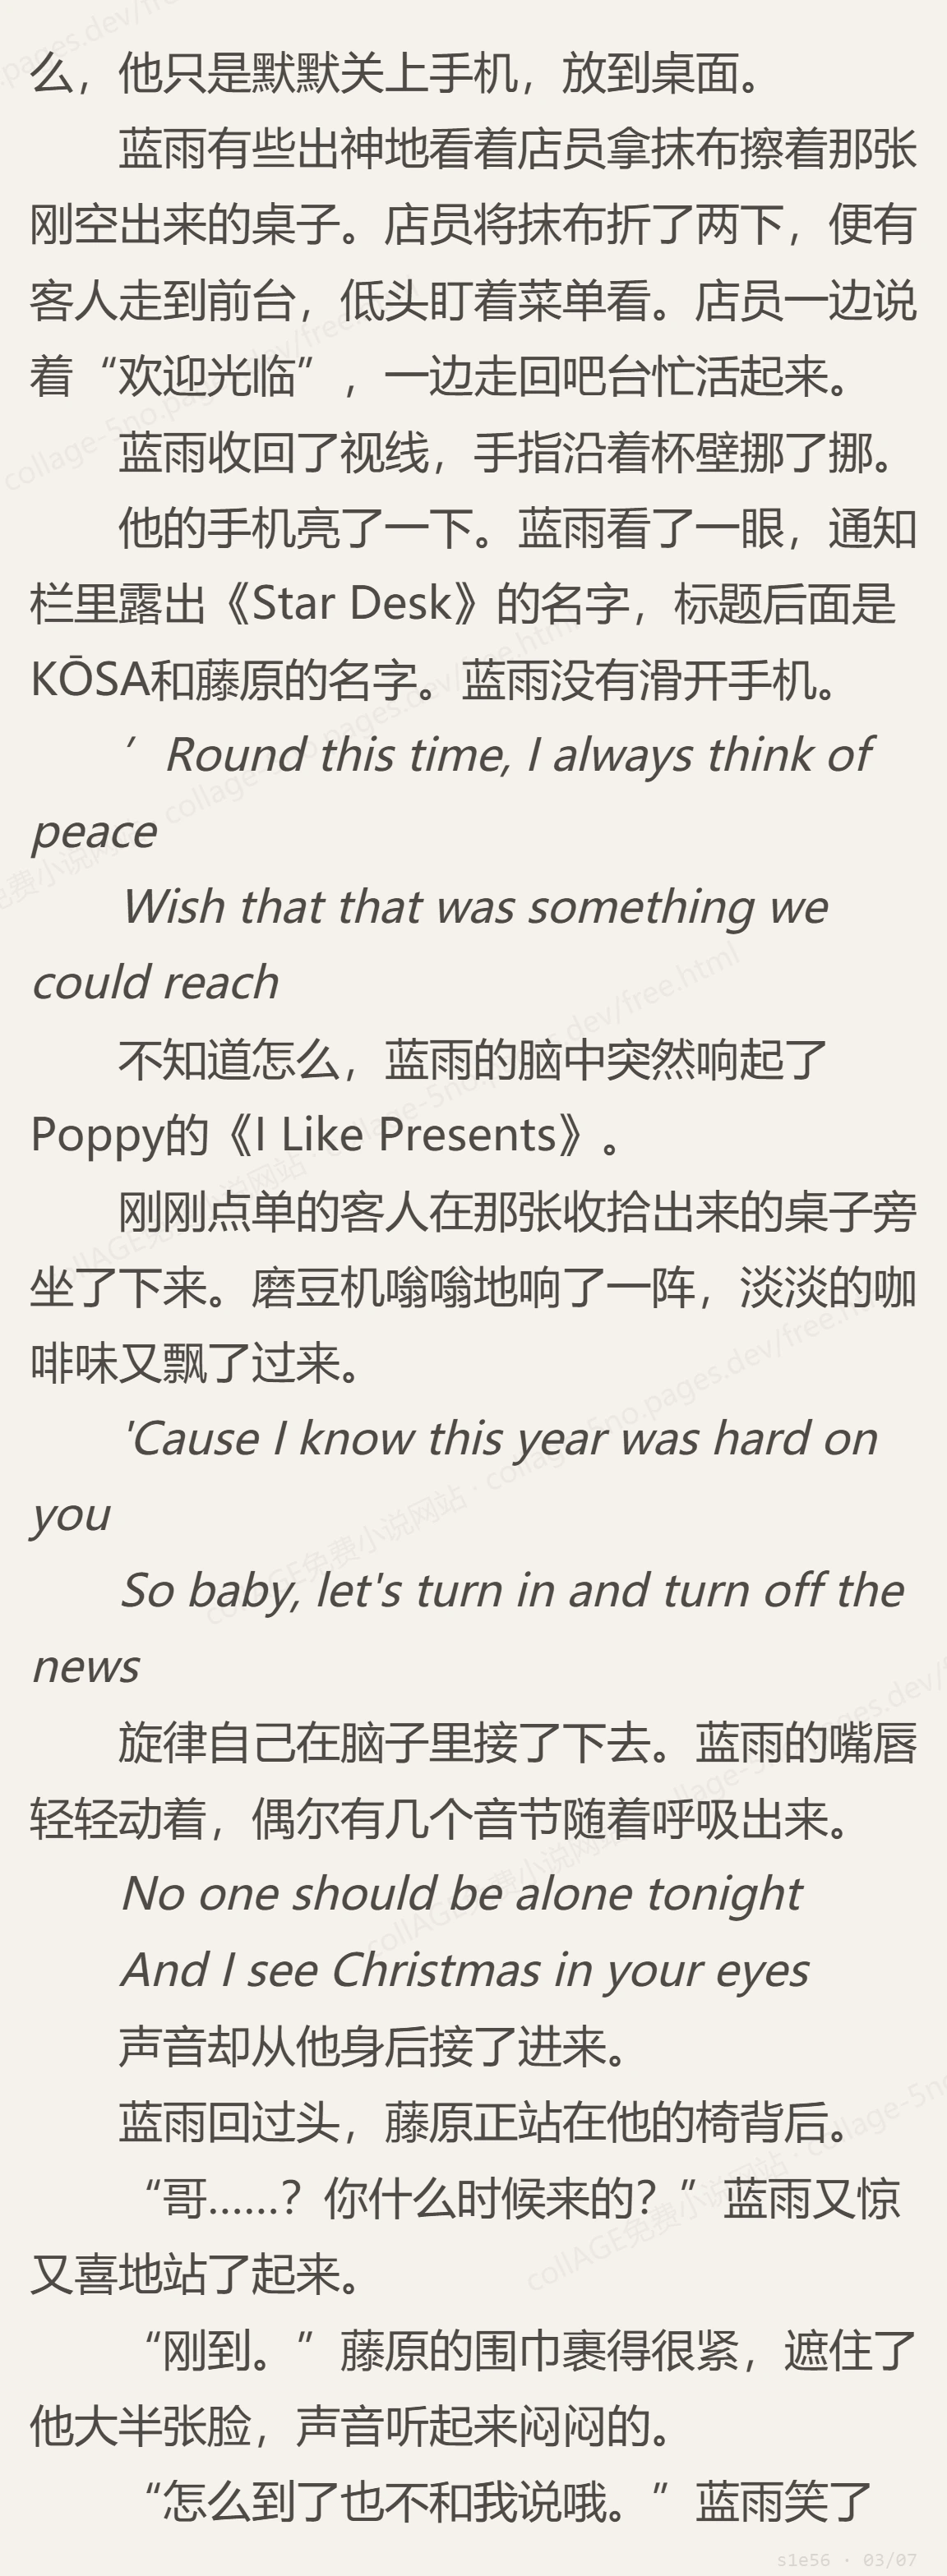 么，他只是默默关上手机，放到桌面。
蓝雨有些出神地看着店员拿抹布擦着那张
刚空出来的桌子。店员将抹布折了两下，便有
客人走到前台，低头盯着菜单看。店员一边说
着“欢迎光临”，一边走回吧台忙活起来。
蓝雨收回了视线，手指沿着杯壁挪了挪。
他的手机亮了一下。蓝雨看了一眼，通知
栏里露出《Star Desk》的名字，标题后面是
KŌSA和藤原的名字。蓝雨没有滑开手机。
′ Round this time, I always think of
peace
Wish that that was something we
could reach
不知道怎么，蓝雨的脑中突然响起了
Poppy的《I Like Presents》。
刚刚点单的客人在那张收拾出来的桌子旁
坐了下来。磨豆机嗡嗡地响了一阵，淡淡的咖
啡味又飘了过来。
'Cause I know this year was hard on
you
So baby, let's turn in and turn off the
news
旋律自己在脑子里接了下去。蓝雨的嘴唇
轻轻动着，偶尔有几个音节随着呼吸出来。
No one should be alone tonight
And I see Christmas in your eyes
声音却从他身后接了进来。
蓝雨回过头，藤原正站在他的椅背后。
“哥……？你什么时候来的？”蓝雨又惊
又喜地站了起来。
“刚到。”藤原的围巾裹得很紧，遮住了
他大半张脸，声音听起来闷闷的。
“怎么到了也不和我说哦。”蓝雨笑了
s1e56 · 03/07
collAGE免费小说网站 · collage-5no.pages.dev/free.html